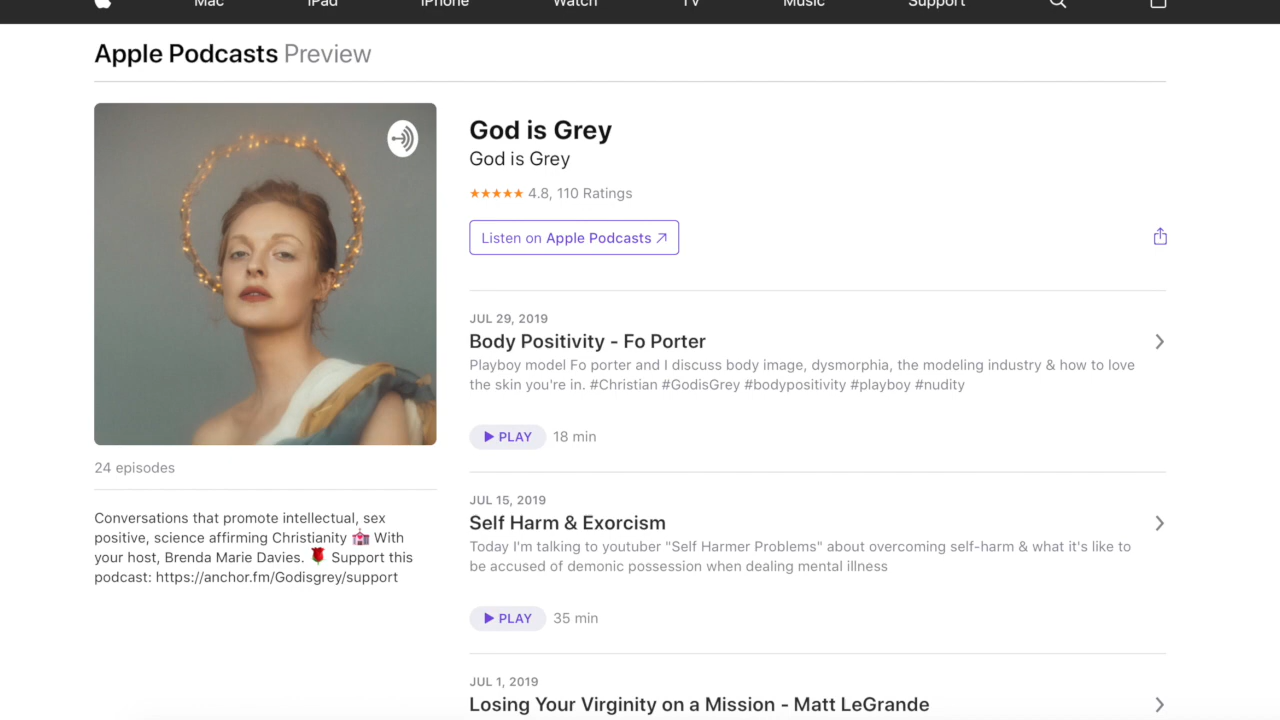 Mac iPad iPhone Watch TV Music Support
Apple Podcasts Preview
God is Grey
God is Grey
★★★★★ 4.8, 110 Ratings
Listen on Apple Podcasts ↗
24 episodes
Conversations that promote intellectual, sex
positive, science affirming Christianity 💒 With
your host, Brenda Marie Davies. 🌹 Support this
podcast: https://anchor.fm/Godisgrey/support
JUL 29, 2019
Body Positivity - Fo Porter
Playboy model Fo porter and I discuss body image, dysmorphia, the modeling industry & how to love
the skin you're in. #Christian #GodisGrey #bodypositivity #playboy #nudity
▶ PLAY 18 min
JUL 15, 2019
Self Harm & Exorcism
Today I'm talking to youtuber "Self Harmer Problems" about overcoming self-harm & what it's like to
be accused of demonic possession when dealing mental illness
▶ PLAY 35 min
JUL 1, 2019
Losing Your Virginity on a Mission - Matt LeGrande